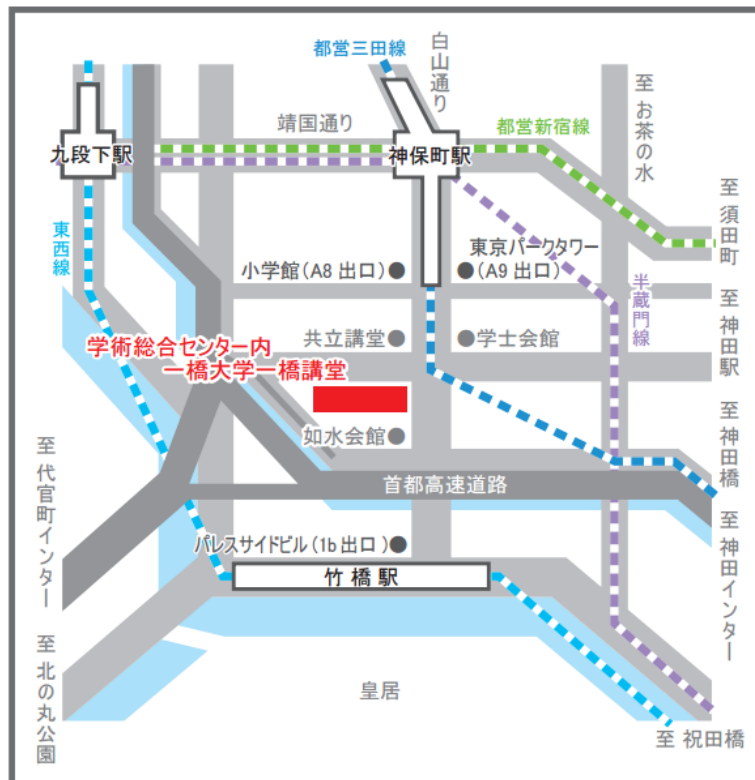 都営三田線
白山通り
靖国通り
都営新宿線
至 お茶の水
九段下駅
神保町駅
至 須田町
東西線
小学館（A8 出口）●
東京パークタワー
●（A9 出口）
半蔵門線
至 神田駅
共立講堂●
●学士会館
学術総合センター内
一橋大学一橋講堂
如水会館●
至 神田橋
首都高速道路
至 代官町インター
パレスサイドビル（1b 出口）●
竹橋駅
至 神田インター
至 北の丸公園
皇居
至 祝田橋